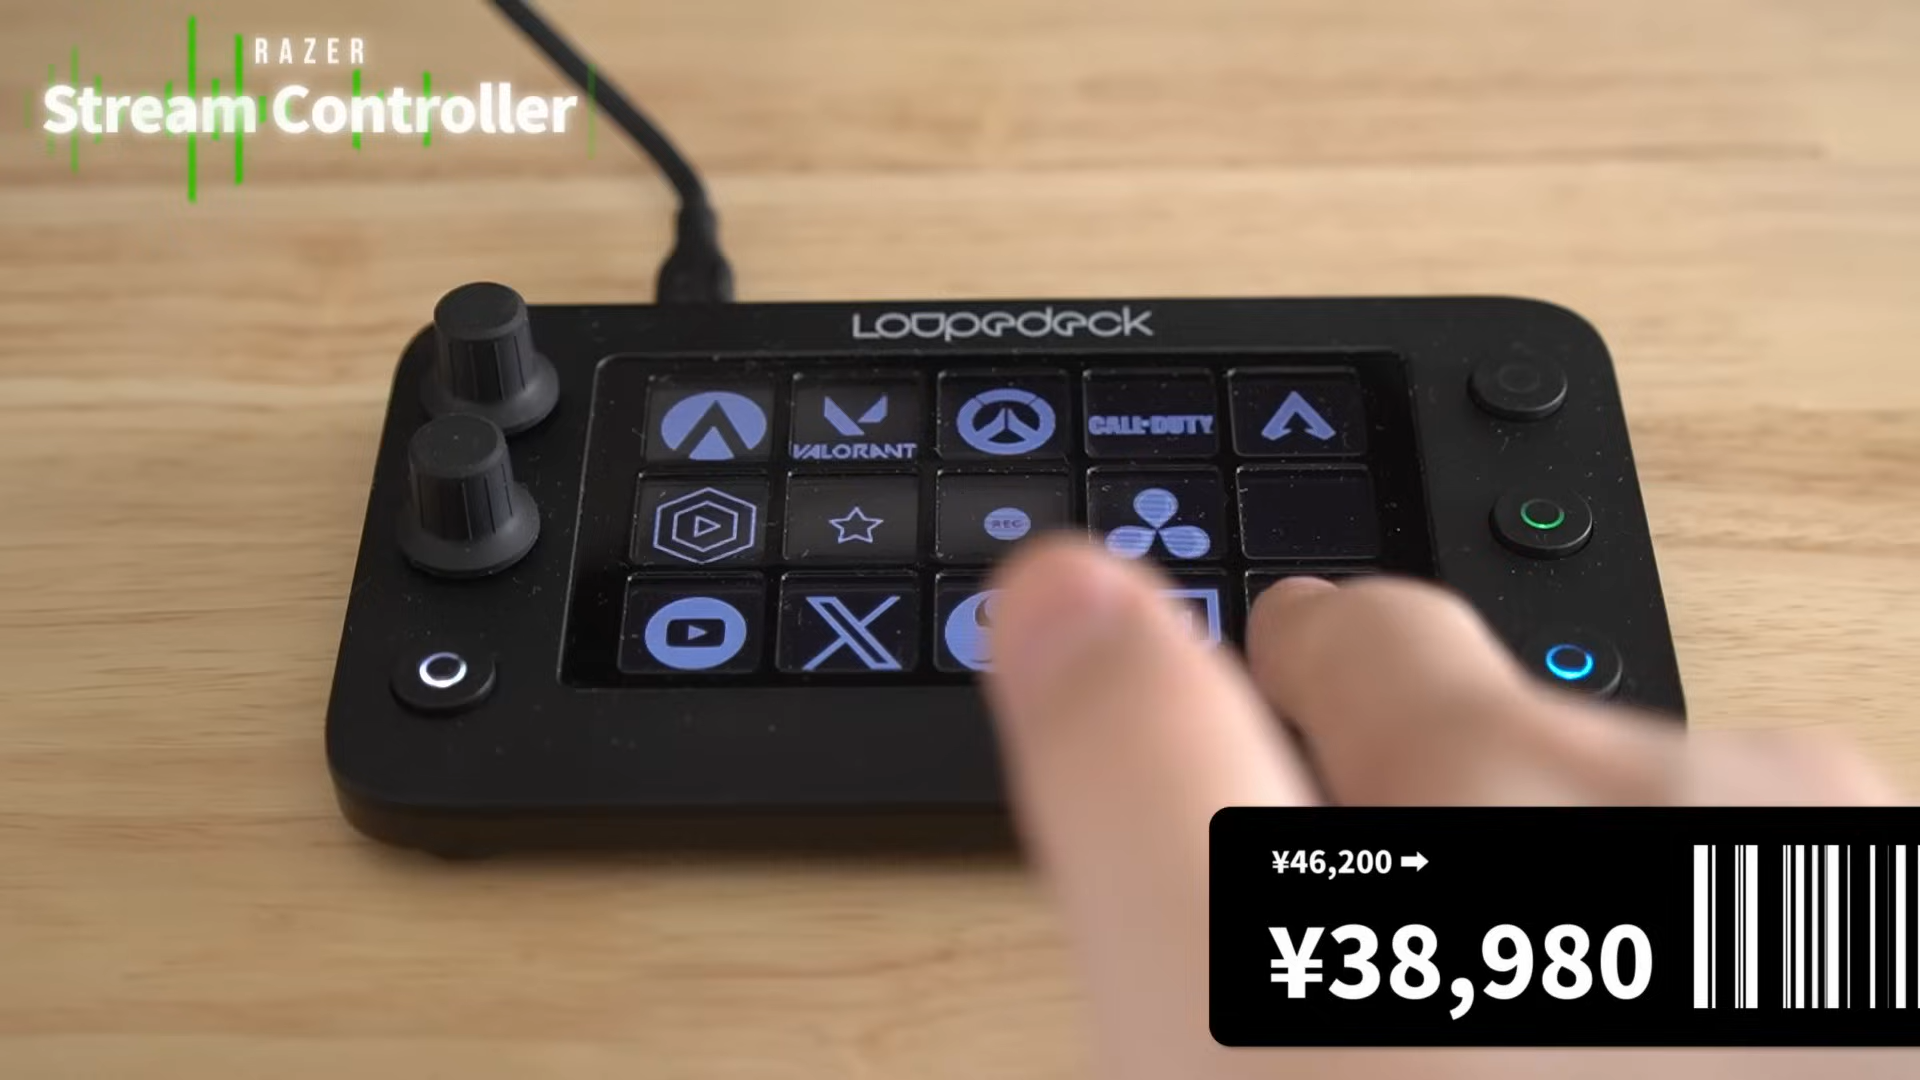 RAZER
Stream Controller
Loupedeck
VALORANT
CALL·DUTY
REC
¥46,200 ➡
¥38,980